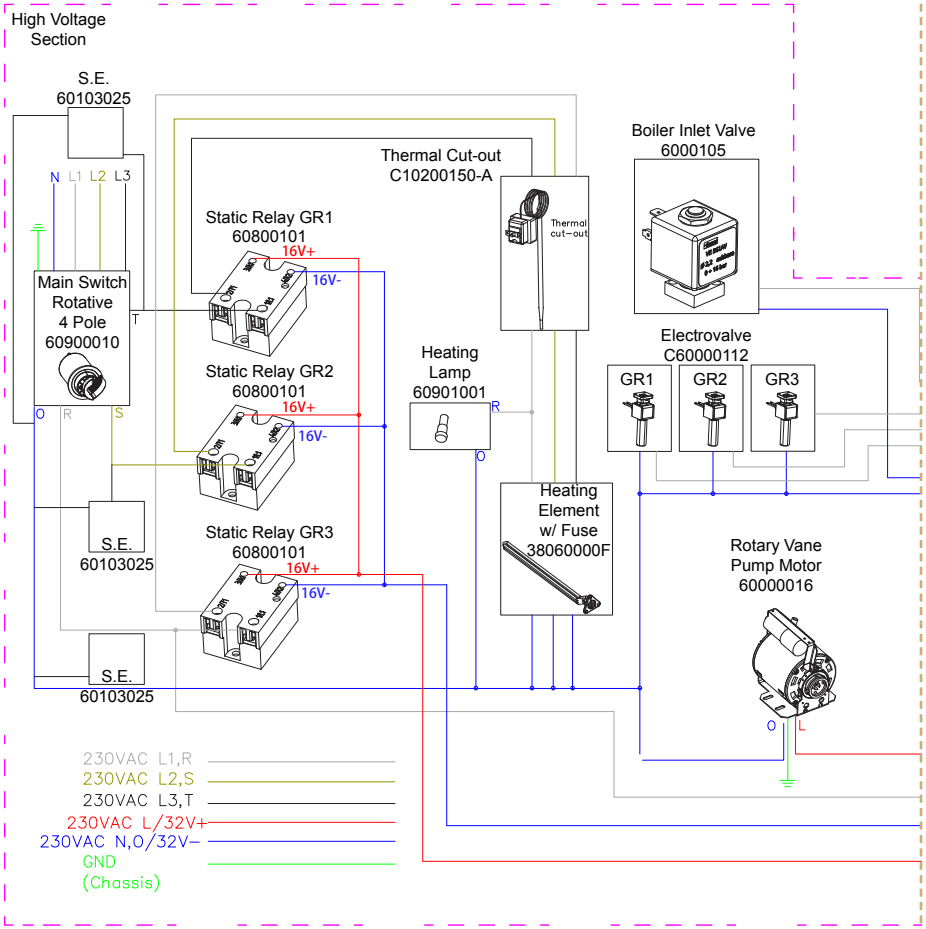 High Voltage
Section
S.E.
60103025
N L1 L2 L3
Main Switch
Rotative
4 Pole
60900010
T
O R S
Static Relay GR1
60800101
16V+
16V-
Static Relay GR2
60800101
16V+
16V-
Static Relay GR3
60800101
16V+
16V-
S.E.
60103025
S.E.
60103025
Thermal Cut-out
C10200150-A
Thermal
cut-out
Heating
Lamp
60901001
R
O
Heating
Element
w/ Fuse
38060000F
Boiler Inlet Valve
6000105
Electrovalve
C60000112
GR1 GR2 GR3
Rotary Vane
Pump Motor
60000016
O L
230VAC L1,R
230VAC L2,S
230VAC L3,T
230VAC L/32V+
230VAC N,O/32V-
GND
(Chassis)